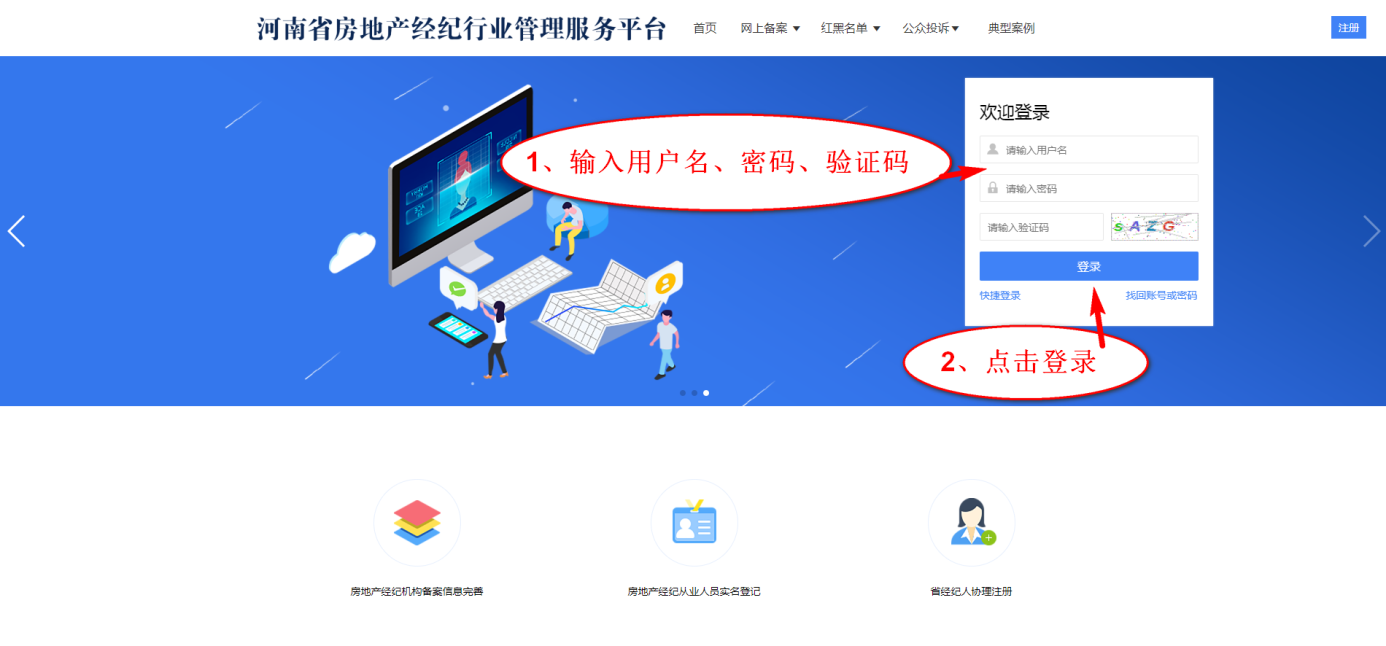 河南省房地产经纪行业管理服务平台 首页 网上备案 红黑名单 公众投诉 典型案例 注册
欢迎登录
1、输入用户名、密码、验证码
请输入用户名
请输入密码
请输入验证码 SAZG
登录
快捷登录 找回账号或密码
2、点击登录
房地产经纪机构备案信息完善 房地产经纪从业人员实名登记 省经纪人协理注册